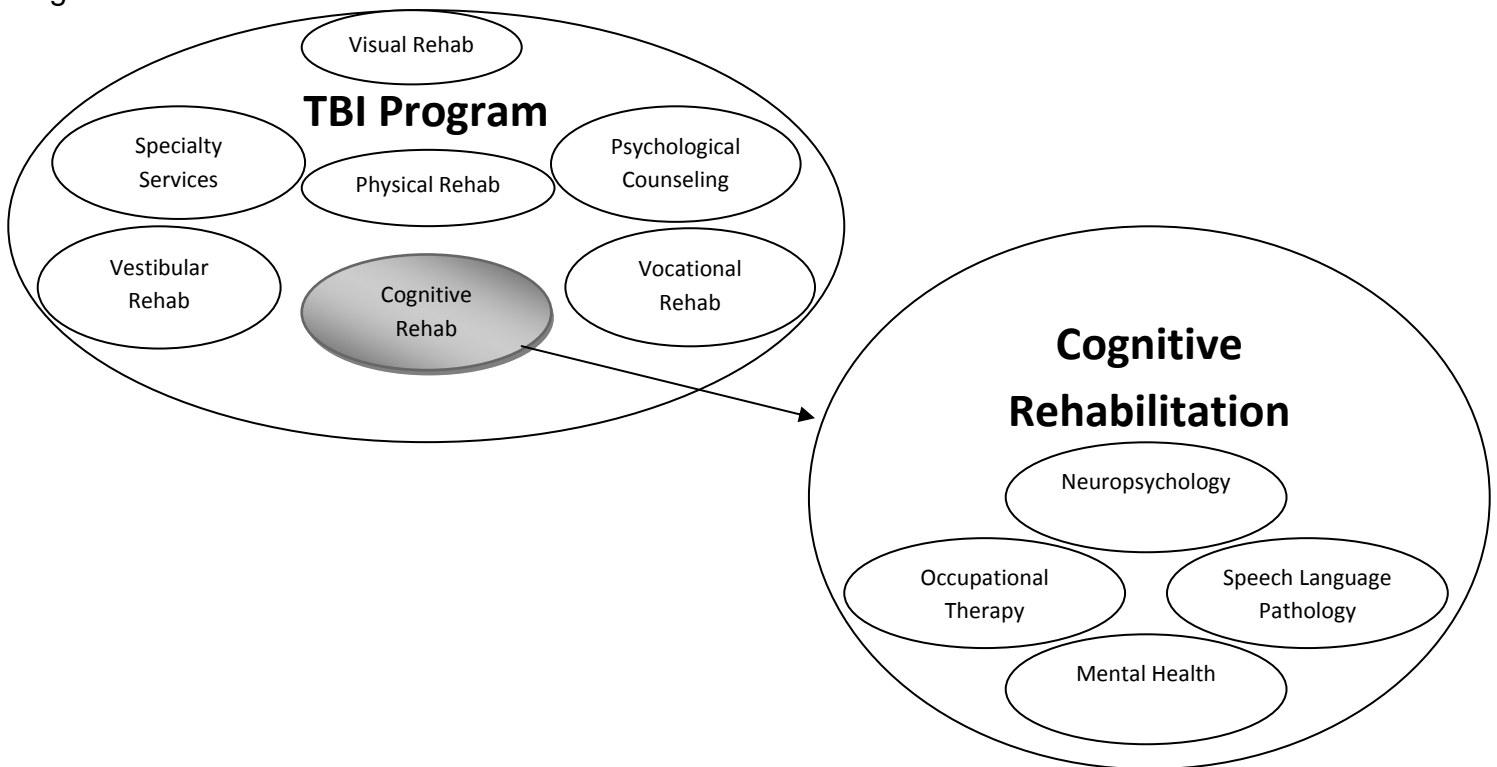 Visual Rehab
TBI Program
Specialty
Services
Physical Rehab
Psychological
Counseling
Vestibular
Rehab
Cognitive
Rehab
Vocational
Rehab
Cognitive
Rehabilitation
Neuropsychology
Occupational
Therapy
Speech Language
Pathology
Mental Health